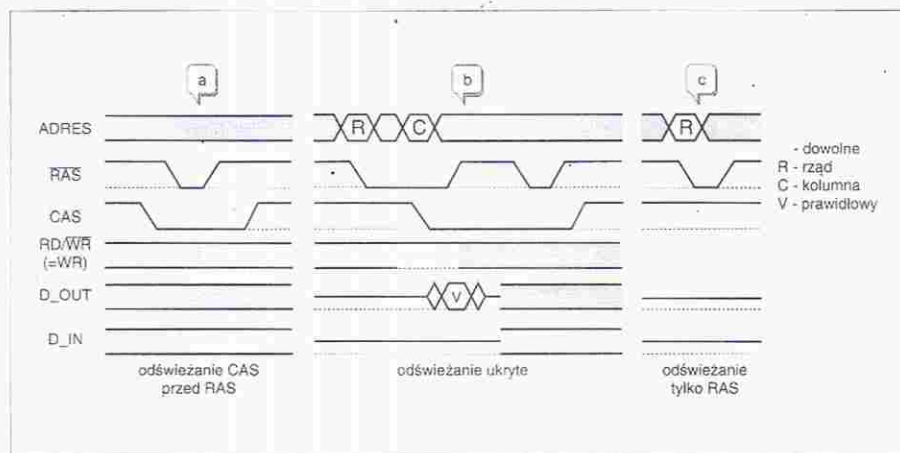 a
b
c
ADRES
R
C
R
- dowolne
RAS
R - rząd
C - kolumna
CAS
V - prawidłowy
RD/WR
(=WR)
D_OUT
V
D_IN
odświeżanie CAS
przed RAS
odświeżanie ukryte
odświeżanie
tylko RAS